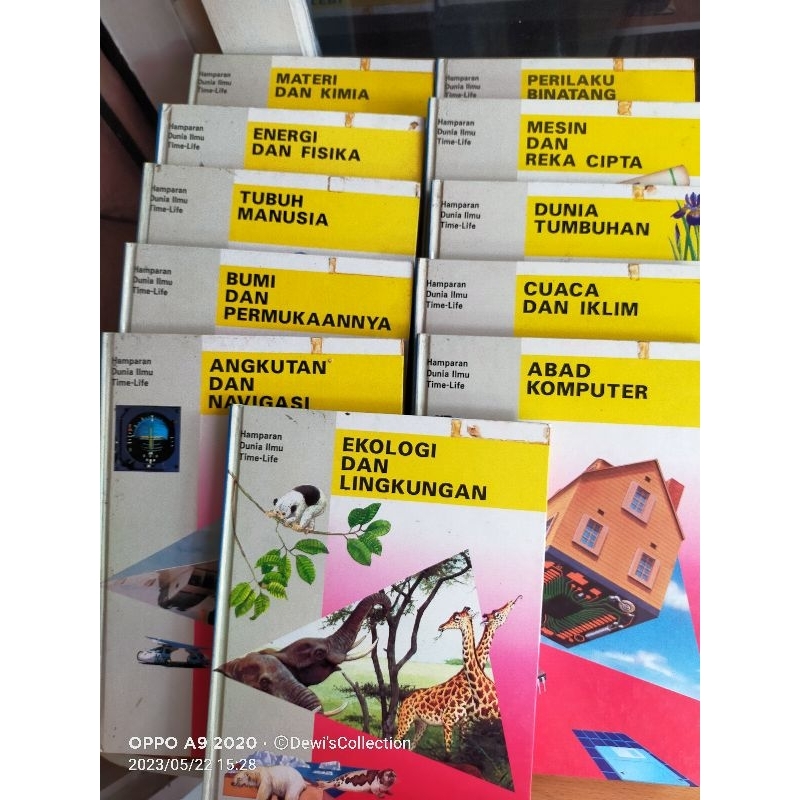 Hamparan
Dunia Ilmu
Time-Life
MATERI
DAN KIMIA
Hamparan
Dunia Ilmu
Time-Life
PERILAKU
BINATANG
Hamparan
Dunia Ilmu
Time-Life
ENERGI
DAN FISIKA
Hamparan
Dunia Ilmu
Time-Life
MESIN
DAN
REKA CIPTA
Hamparan
Dunia Ilmu
Time-Life
TUBUH
MANUSIA
Hamparan
Dunia Ilmu
Time-Life
DUNIA
TUMBUHAN
Hamparan
Dunia Ilmu
Time-Life
BUMI
DAN
PERMUKAANNYA
Hamparan
Dunia Ilmu
Time-Life
CUACA
DAN IKLIM
Hamparan
Dunia Ilmu
Time-Life
ANGKUTAN
DAN
NAVIGASI
Hamparan
Dunia Ilmu
Time-Life
ABAD
KOMPUTER
Hamparan
Dunia Ilmu
Time-Life
EKOLOGI
DAN
LINGKUNGAN
OPPO A9 2020 · ©Dewi'sCollection
2023/05/22 15:28